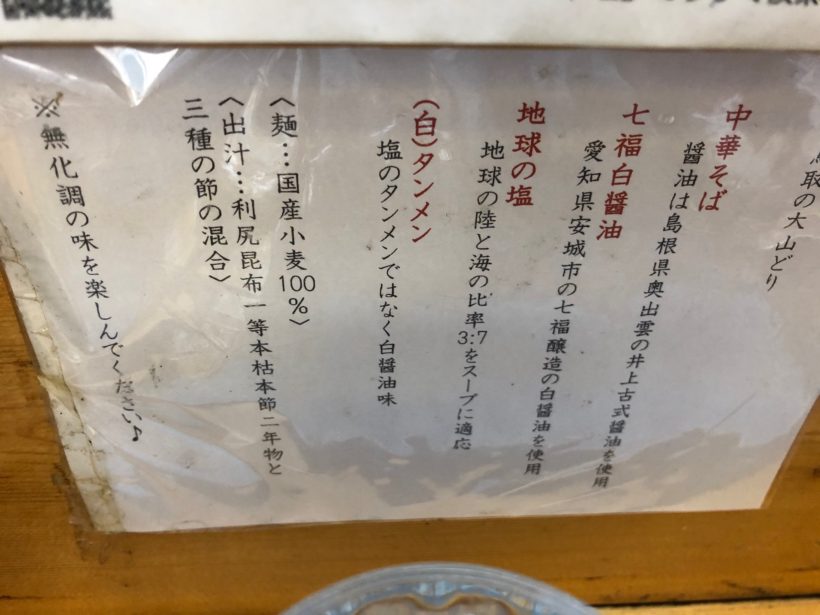 取の大山どり
中華そば
醤油は島根県奥出雲の井上古式醤油を使用
七福白醤油
愛知県安城市の七福醸造の白醤油を使用
地球の塩
地球の陸と海の比率3:7をスープに適応
(白)タンメン
塩のタンメンではなく白醤油味
〈麺…国産小麦100%〉
〈出汁…利尻昆布一等本枯本節二年物と
三種の節の混合〉
※無化調の味を楽しんでください♪